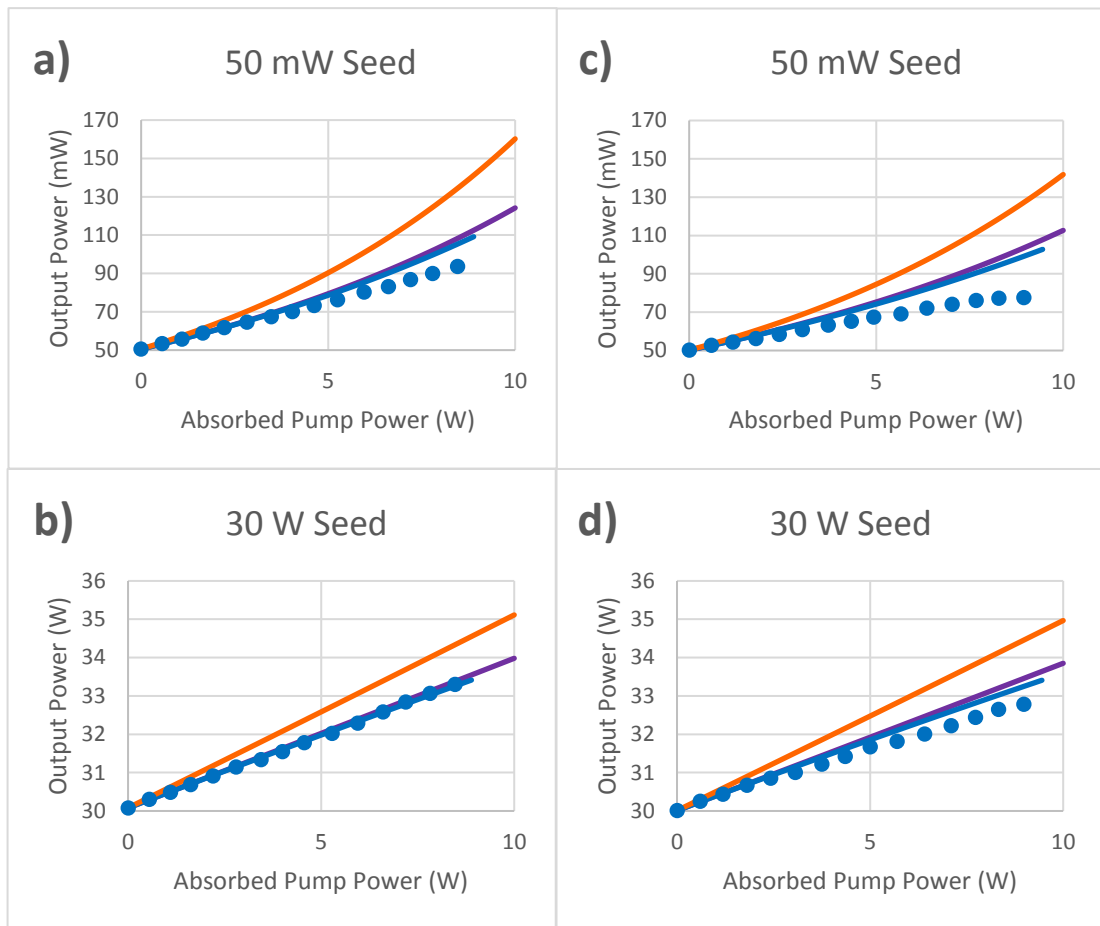 a)
50 mW Seed
Output Power (mW)
170
150
130
110
90
70
50
0
5
10
Absorbed Pump Power (W)
c)
50 mW Seed
Output Power (mW)
170
150
130
110
90
70
50
0
5
10
Absorbed Pump Power (W)
b)
30 W Seed
Output Power (W)
36
35
34
33
32
31
30
0
5
10
Absorbed Pump Power (W)
d)
30 W Seed
Output Power (W)
36
35
34
33
32
31
30
0
5
10
Absorbed Pump Power (W)